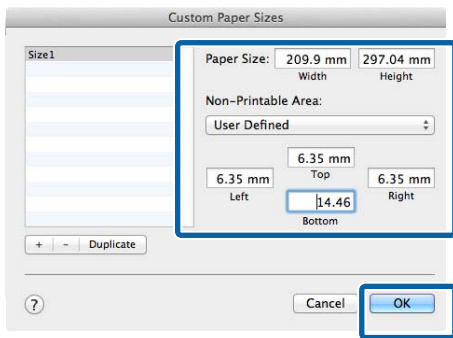 Custom Paper Sizes
Size1
Paper Size: 209.9 mm 297.04 mm
Width Height
Non-Printable Area:
User Defined
6.35 mm
Top
6.35 mm 6.35 mm
Left Right
14.46
Bottom
+ - Duplicate
? Cancel OK